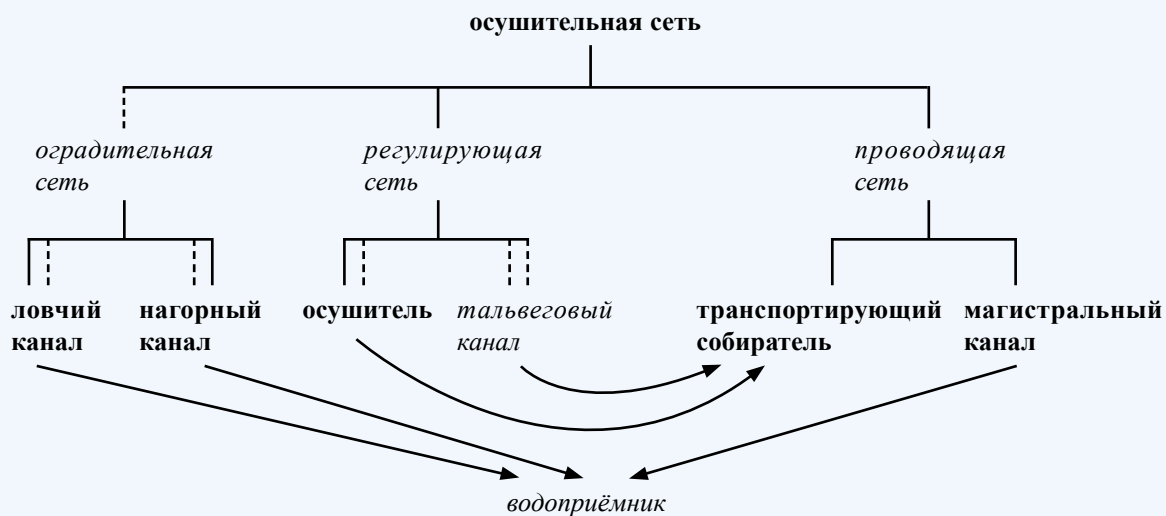 осушительная сеть
оградительная
сеть
регулирующая
сеть
проводящая
сеть
ловчий
канал
нагорный
канал
осушитель
тальвеговый
канал
транспортирующий
собиратель
магистральный
канал
водоприёмник